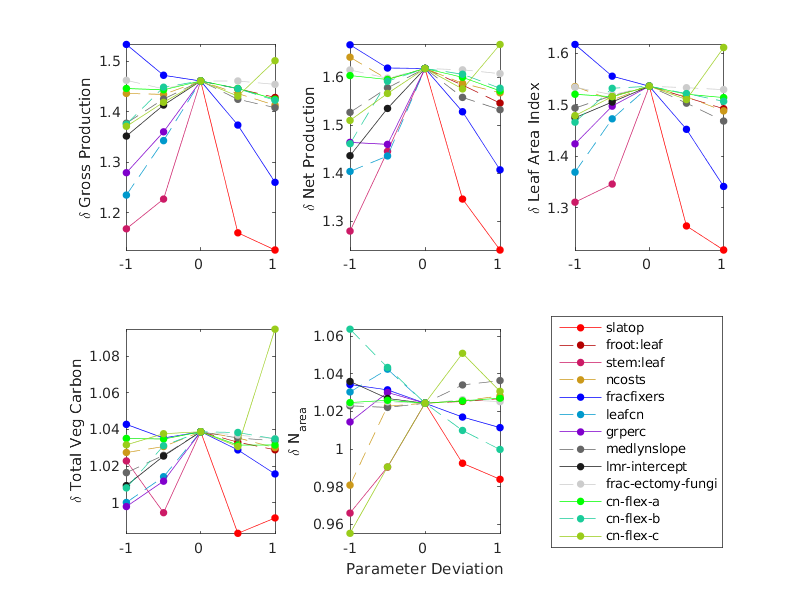 δ Gross Production
1.5
1.4
1.3
1.2
-1 0 1
δ Net Production
1.6
1.5
1.4
1.3
-1 0 1
δ Leaf Area Index
1.6
1.5
1.4
1.3
-1 0 1
δ Total Veg Carbon
1.08
1.06
1.04
1.02
1
-1 0 1
δ N_area
1.06
1.04
1.02
1
0.98
0.96
-1 0 1
Parameter Deviation
slatop
froot:leaf
stem:leaf
ncosts
fracfixers
leafcn
grperc
medlynslope
lmr-intercept
frac-ectomy-fungi
cn-flex-a
cn-flex-b
cn-flex-c